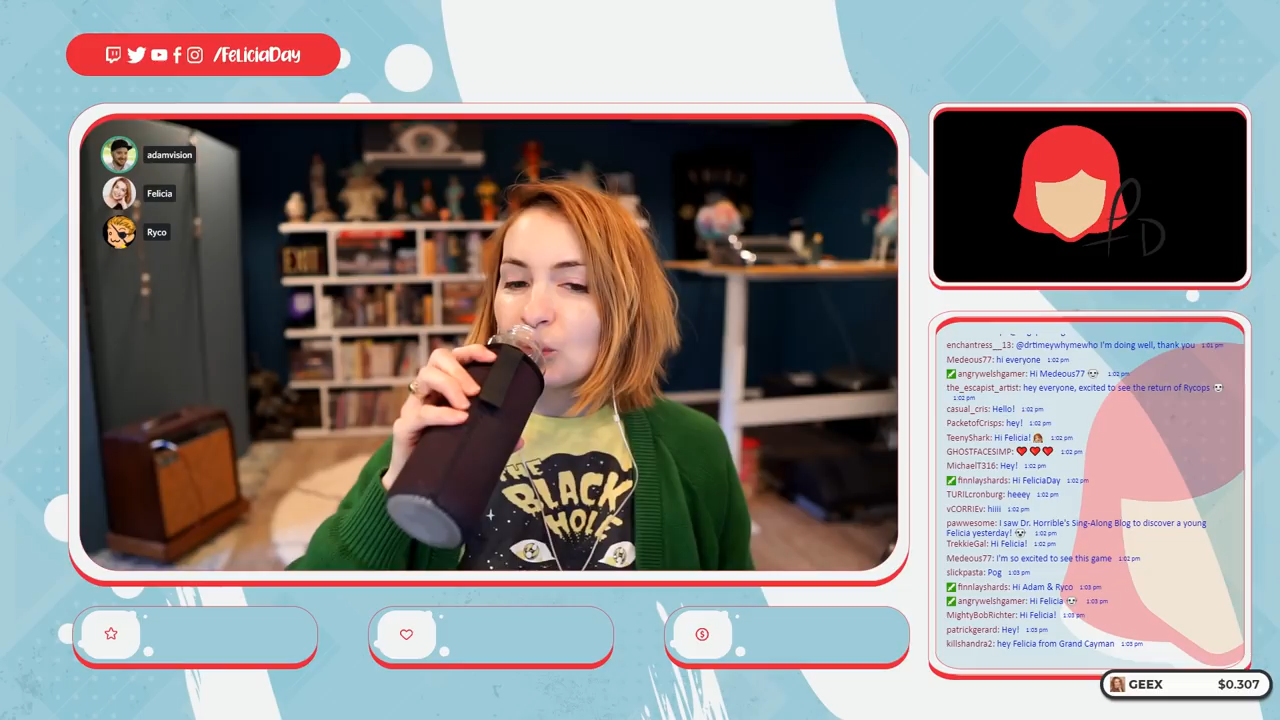 /FeLiciaDay
adamvision
Felicia
Ryco
EXIT
THE
BLACK
HOLE
D
enchantress__13: @drtimeywhymewho I'm doing well, thank you 1:01 pm
Medeous77: hi everyone 1:02 pm
angrywelshgamer: Hi Medeous77 1:02 pm
the_escapist_artist: hey everyone, excited to see the return of Rycops
1:02 pm
casual_cris: Hello! 1:02 pm
PacketofCrisps: hey! 1:02 pm
TeenyShark: Hi Felicia! 1:02 pm
GHOSTFACESIMP: 1:02 pm
MichaelT316: Hey! 1:02 pm
finnlayshards: Hi FeliciaDay 1:02 pm
TURILcronburg: heeey 1:02 pm
vCORRIEv: hiiii 1:02 pm
pawwesome: I saw Dr. Horrible's Sing-Along Blog to discover a young
Felicia yesterday! 1:02 pm
TrekkieGal: Hi Felicia! 1:02 pm
Medeous77: I'm so excited to see this game 1:02 pm
slickpasta: Pog 1:03 pm
finnlayshards: Hi Adam & Ryco 1:03 pm
angrywelshgamer: Hi Felicia 1:03 pm
MightyBobRichter: Hi Felicia! 1:03 pm
patrickgerard: Hey! 1:03 pm
killshandra2: hey Felicia from Grand Cayman 1:03 pm
GEEX $0.307